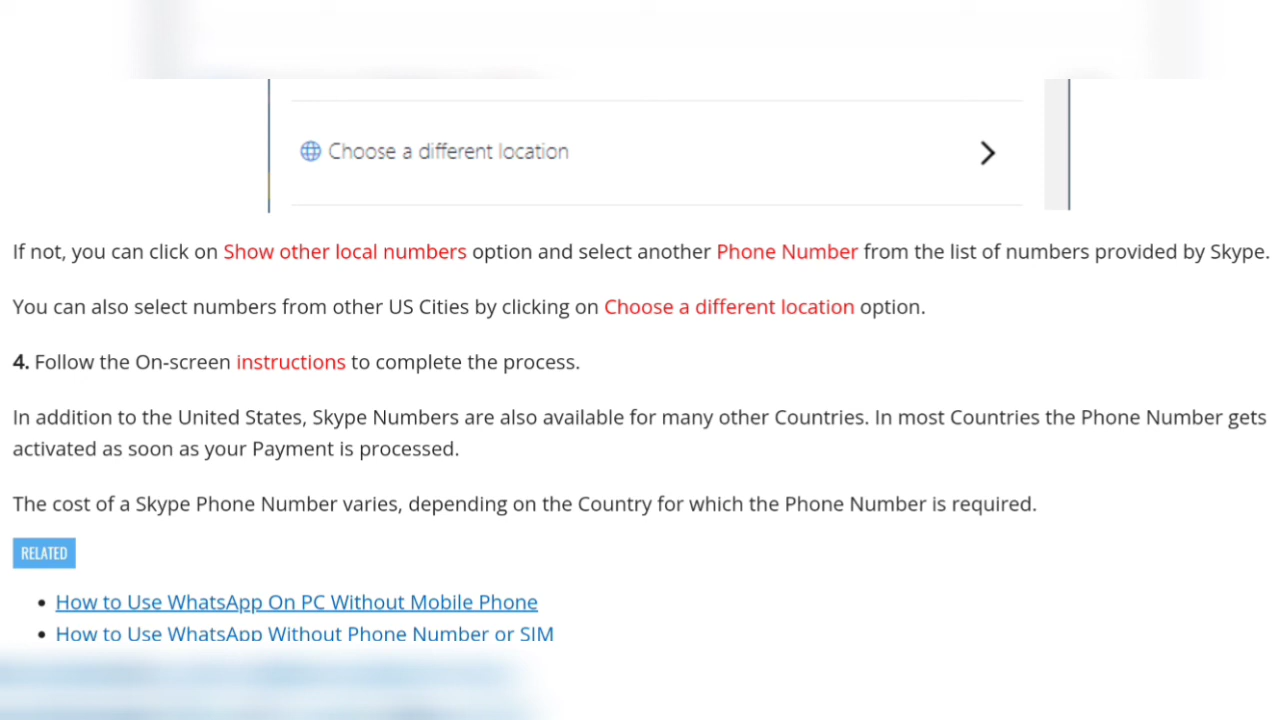 Choose a different location
If not, you can click on Show other local numbers option and select another Phone Number from the list of numbers provided by Skype.
You can also select numbers from other US Cities by clicking on Choose a different location option.
4. Follow the On-screen instructions to complete the process.
In addition to the United States, Skype Numbers are also available for many other Countries. In most Countries the Phone Number gets
activated as soon as your Payment is processed.
The cost of a Skype Phone Number varies, depending on the Country for which the Phone Number is required.
RELATED
• How to Use WhatsApp On PC Without Mobile Phone
• How to Use WhatsApp Without Phone Number or SIM